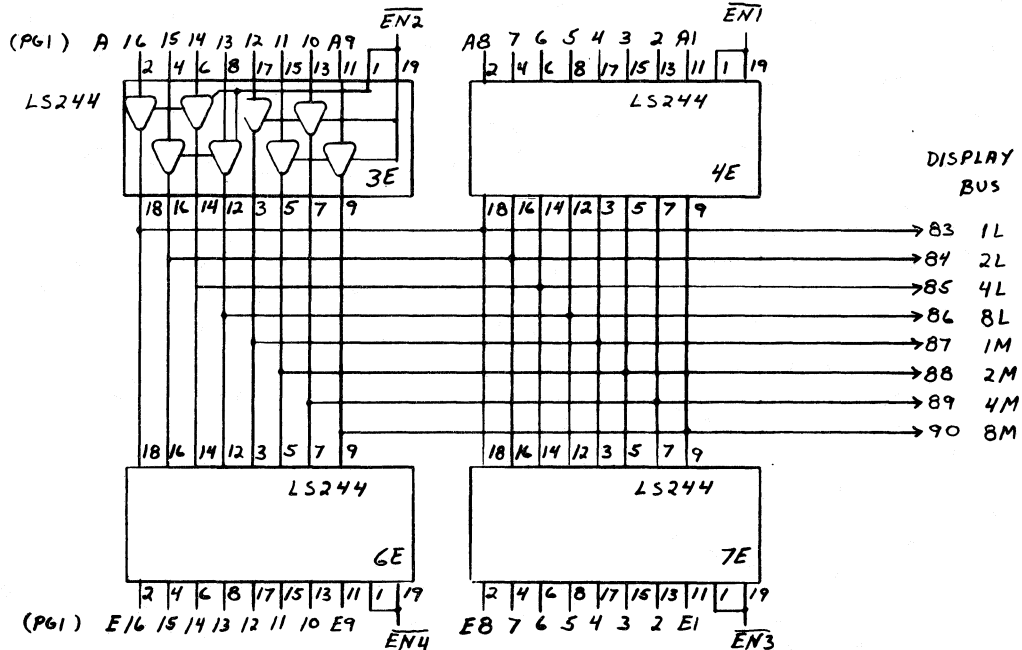 EN2 EN1
(PG1) A 16 15 14 13 12 11 10 A9 A8 7 6 5 4 3 2 A1
2 4 6 8 17 15 13 11 1 19 2 4 6 8 17 15 13 11 1 19
LS244 LS244
3E 4E
DISPLAY
BUS
18 16 14 12 3 5 7 9 18 16 14 12 3 5 7 9
83 1L
84 2L
85 4L
86 8L
87 1M
88 2M
89 4M
90 8M
18 16 14 12 3 5 7 9 18 16 14 12 3 5 7 9
LS244 LS244
6E 7E
2 4 6 8 17 15 13 11 1 19 2 4 6 8 17 15 13 11 1 19
(PG1) E16 15 14 13 12 11 10 E9 E8 7 6 5 4 3 2 E1
EN4 EN3